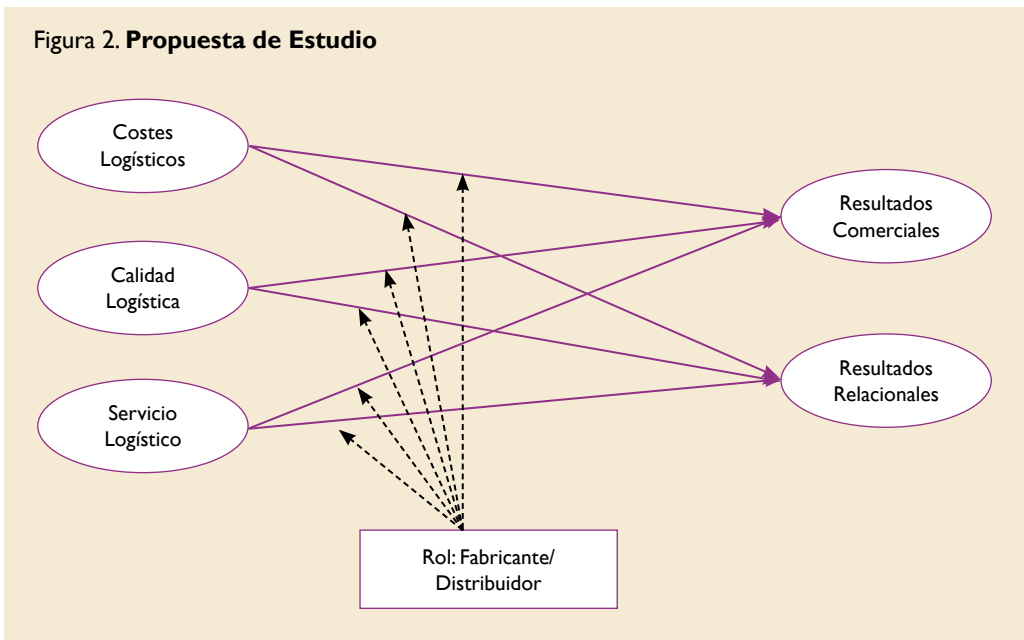 Figura 2. Propuesta de Estudio
Costes
Logísticos
Calidad
Logística
Servicio
Logístico
Resultados
Comerciales
Resultados
Relacionales
Rol: Fabricante/
Distribuidor